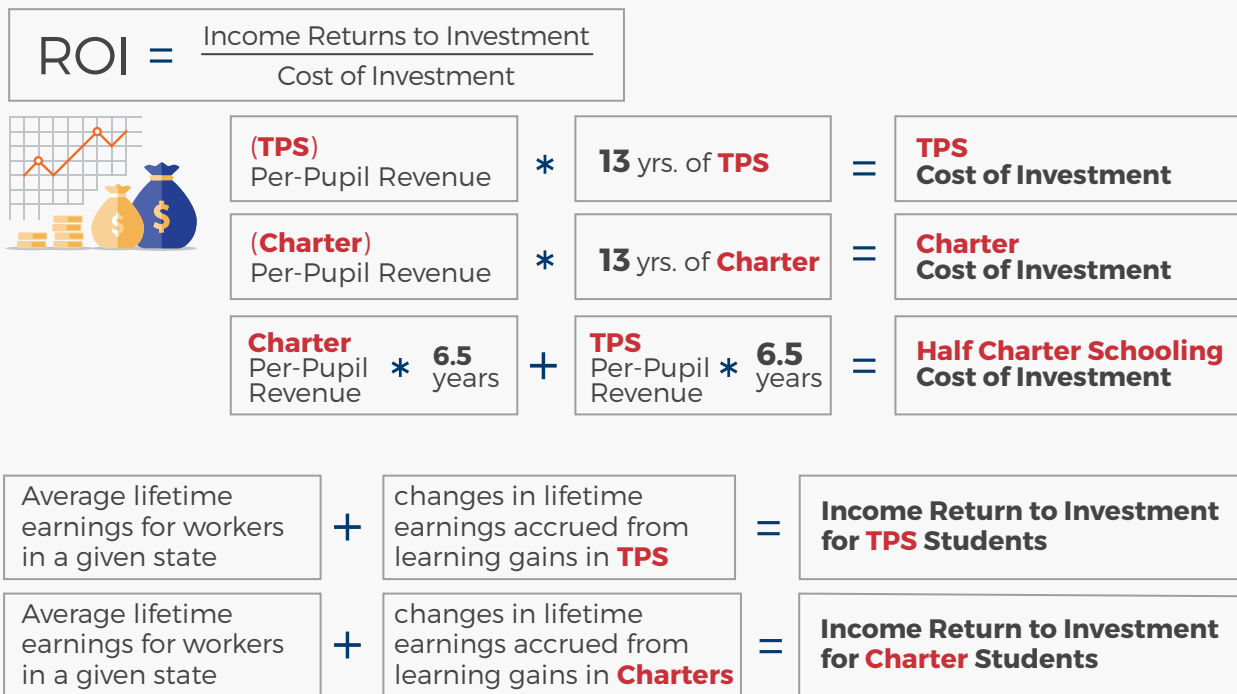 ROI = Income Returns to Investment
Cost of Investment
(TPS)
Per-Pupil Revenue
*
13 yrs. of TPS
=
TPS
Cost of Investment
(Charter)
Per-Pupil Revenue
*
13 yrs. of Charter
=
Charter
Cost of Investment
Charter
Per-Pupil
Revenue
*
6.5
years
+
TPS
Per-Pupil
Revenue
*
6.5
years
=
Half Charter Schooling
Cost of Investment
$
$
Average lifetime
earnings for workers
in a given state
+
changes in lifetime
earnings accrued from
learning gains in TPS
=
Income Return to Investment
for TPS Students
Average lifetime
earnings for workers
in a given state
+
changes in lifetime
earnings accrued from
learning gains in Charters
=
Income Return to Investment
for Charter Students